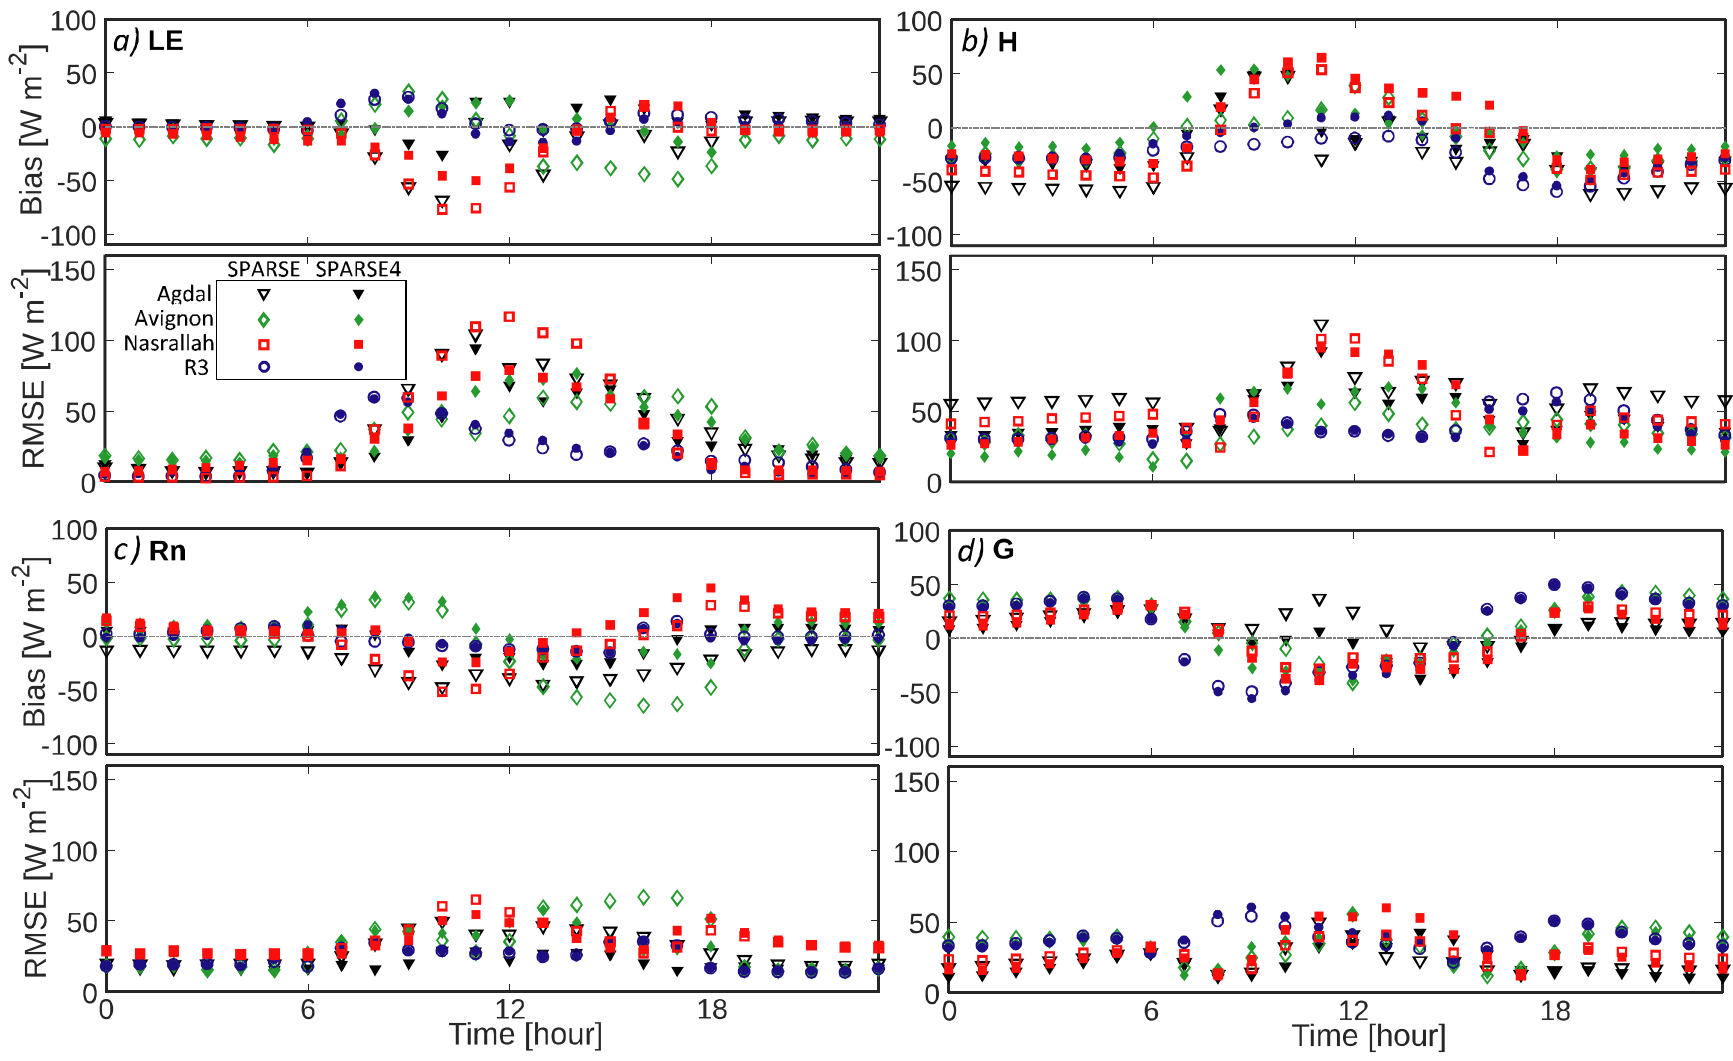 a) LE
100
50
0
-50
-100
Bias [W m-2]
b) H
100
50
0
-50
-100
SPARSE SPARSE4
Agdal
Avignon
Nasrallah
R3
150
100
50
0
RMSE [W m-2]
150
100
50
0
c) Rn
100
50
0
-50
-100
Bias [W m-2]
d) G
100
50
0
-50
-100
150
100
50
0
RMSE [W m-2]
0 6 12 18
Time [hour]
150
100
50
0
0 6 12 18
Time [hour]